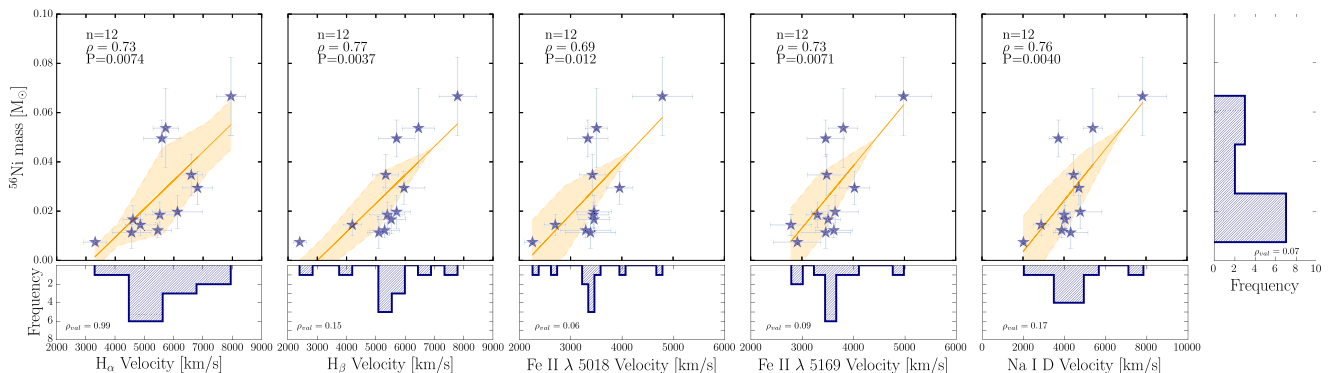 n=12
ρ = 0.73
P=0.0074
n=12
ρ = 0.77
P=0.0037
n=12
ρ = 0.69
P=0.012
n=12
ρ = 0.73
P=0.0071
n=12
ρ = 0.76
P=0.0040
⁵⁶Ni mass [M⊙]
0.10
0.08
0.06
0.04
0.02
0.00
Frequency
2
4
6
8
ρval = 0.99
ρval = 0.15
ρval = 0.06
ρval = 0.09
ρval = 0.17
ρval = 0.07
2000 3000 4000 5000 6000 7000 8000 9000
2000 3000 4000 5000 6000 7000 8000 9000
2000 3000 4000 5000 6000
2000 3000 4000 5000 6000
0 2000 4000 6000 8000 10000
0 2 4 6 8 10
Hα Velocity [km/s]
Hβ Velocity [km/s]
Fe II λ 5018 Velocity [km/s]
Fe II λ 5169 Velocity [km/s]
Na I D Velocity [km/s]
Frequency